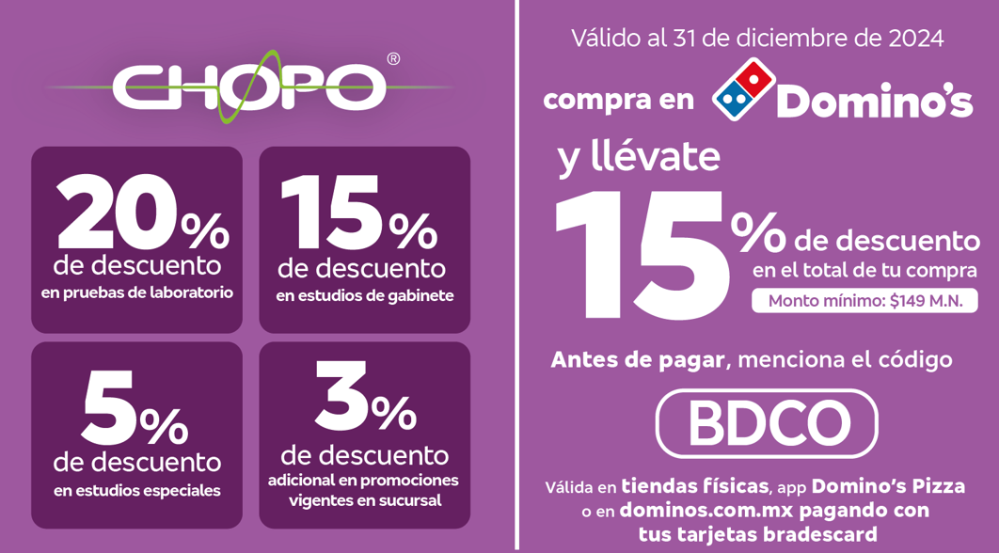 CHOPO®
20%
de descuento
en pruebas de laboratorio
15%
de descuento
en estudios de gabinete
5%
de descuento
en estudios especiales
3%
de descuento
adicional en promociones
vigentes en sucursal
Válido al 31 de diciembre de 2024
compra en Domino's
y llévate
15% de descuento
en el total de tu compra
Monto mínimo: $149 M.N.
Antes de pagar, menciona el código
BDCO
Válida en tiendas físicas, app Domino's Pizza
o en dominos.com.mx pagando con
tus tarjetas bradescard